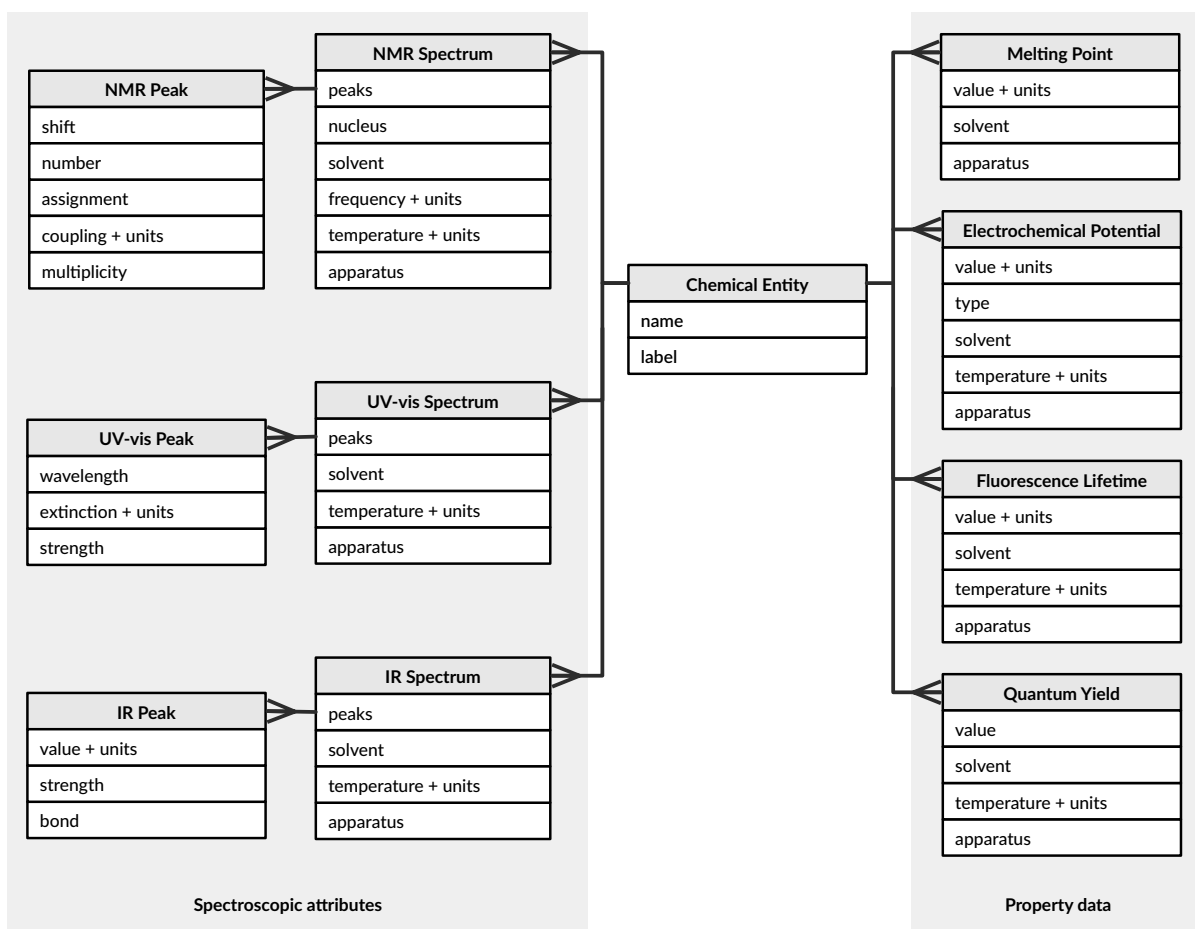 NMR Spectrum
peaks
nucleus
solvent
frequency + units
temperature + units
apparatus
NMR Peak
shift
number
assignment
coupling + units
multiplicity
UV-vis Spectrum
peaks
solvent
temperature + units
apparatus
UV-vis Peak
wavelength
extinction + units
strength
IR Spectrum
peaks
solvent
temperature + units
apparatus
IR Peak
value + units
strength
bond
Spectroscopic attributes
Chemical Entity
name
label
Melting Point
value + units
solvent
apparatus
Electrochemical Potential
value + units
type
solvent
temperature + units
apparatus
Fluorescence Lifetime
value + units
solvent
temperature + units
apparatus
Quantum Yield
value
solvent
temperature + units
apparatus
Property data